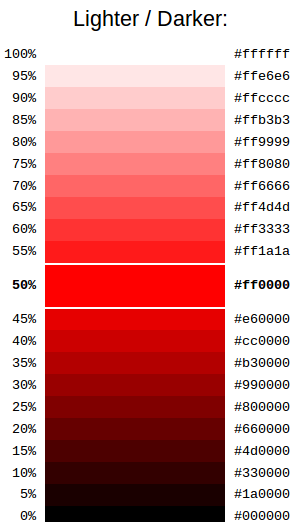 Lighter / Darker:
100% #ffffff
95% #ffe6e6
90% #ffcccc
85% #ffb3b3
80% #ff9999
75% #ff8080
70% #ff6666
65% #ff4d4d
60% #ff3333
55% #ff1a1a
50% #ff0000
45% #e60000
40% #cc0000
35% #b30000
30% #990000
25% #800000
20% #660000
15% #4d0000
10% #330000
5% #1a0000
0% #000000